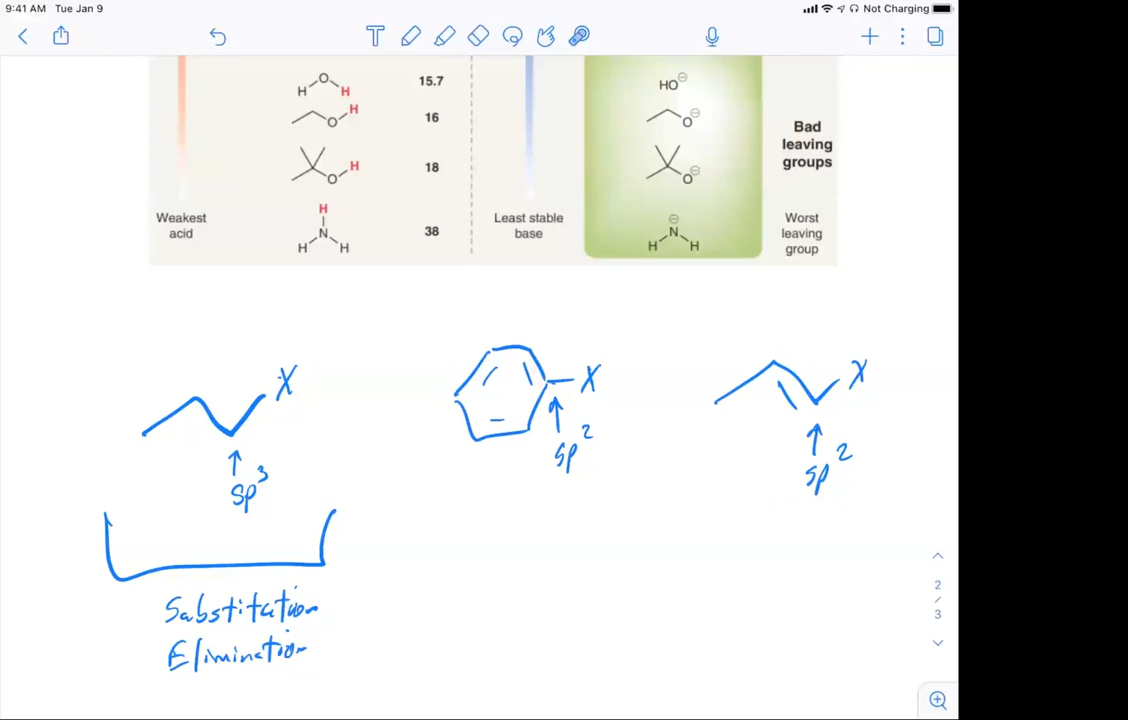 9:41 AM Tue Jan 9
Not Charging
H O H 15.7 HO⊖
O H 16 O⊖
Bad
leaving
groups
O H 18 O⊖
Weakest
acid
H
N
H H
38
Least stable
base
⊖
N
H H
Worst
leaving
group
X
X
X
sp3
sp2
sp2
2
/
3
Substitution
Elimination